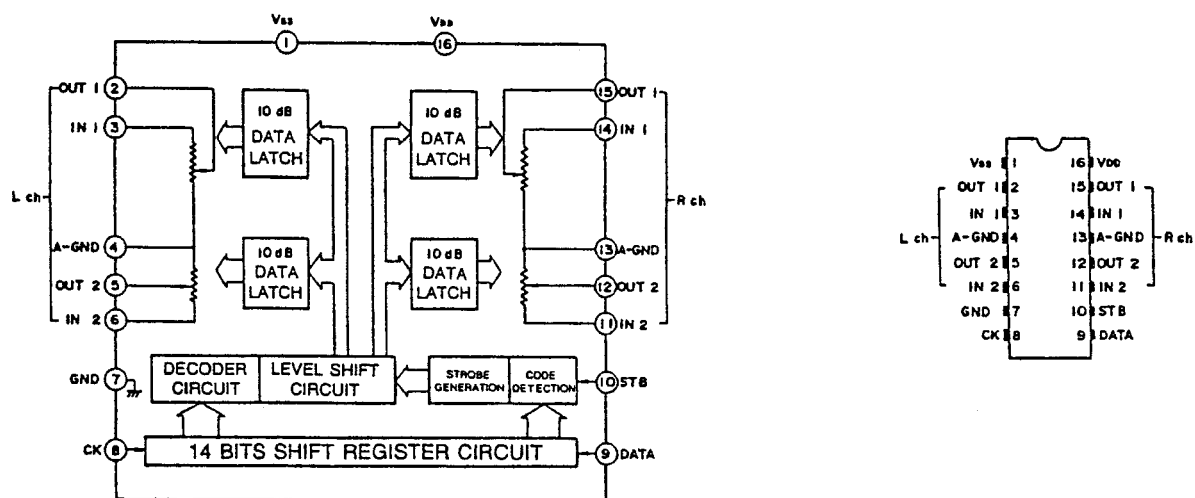 VSS
VDD
1
16
OUT 1 2
15 OUT 1
IN 1 3
14 IN 1
10 dB
DATA
LATCH
10 dB
DATA
LATCH
L ch
R ch
A-GND 4
13 A-GND
OUT 2 5
12 OUT 2
IN 2 6
11 IN 2
10 dB
DATA
LATCH
10 dB
DATA
LATCH
GND 7
DECODER
CIRCUIT
LEVEL SHIFT
CIRCUIT
STROBE
GENERATION
CODE
DETECTION
10 STB
CK 8
14 BITS SHIFT REGISTER CIRCUIT
9 DATA
VSS 1 16 VDD
OUT 1 2 15 OUT 1
IN 1 3 14 IN 1
L ch
A-GND 4 13 A-GND
R ch
OUT 2 5 12 OUT 2
IN 2 6 11 IN 2
GND 7 10 STB
CK 8 9 DATA